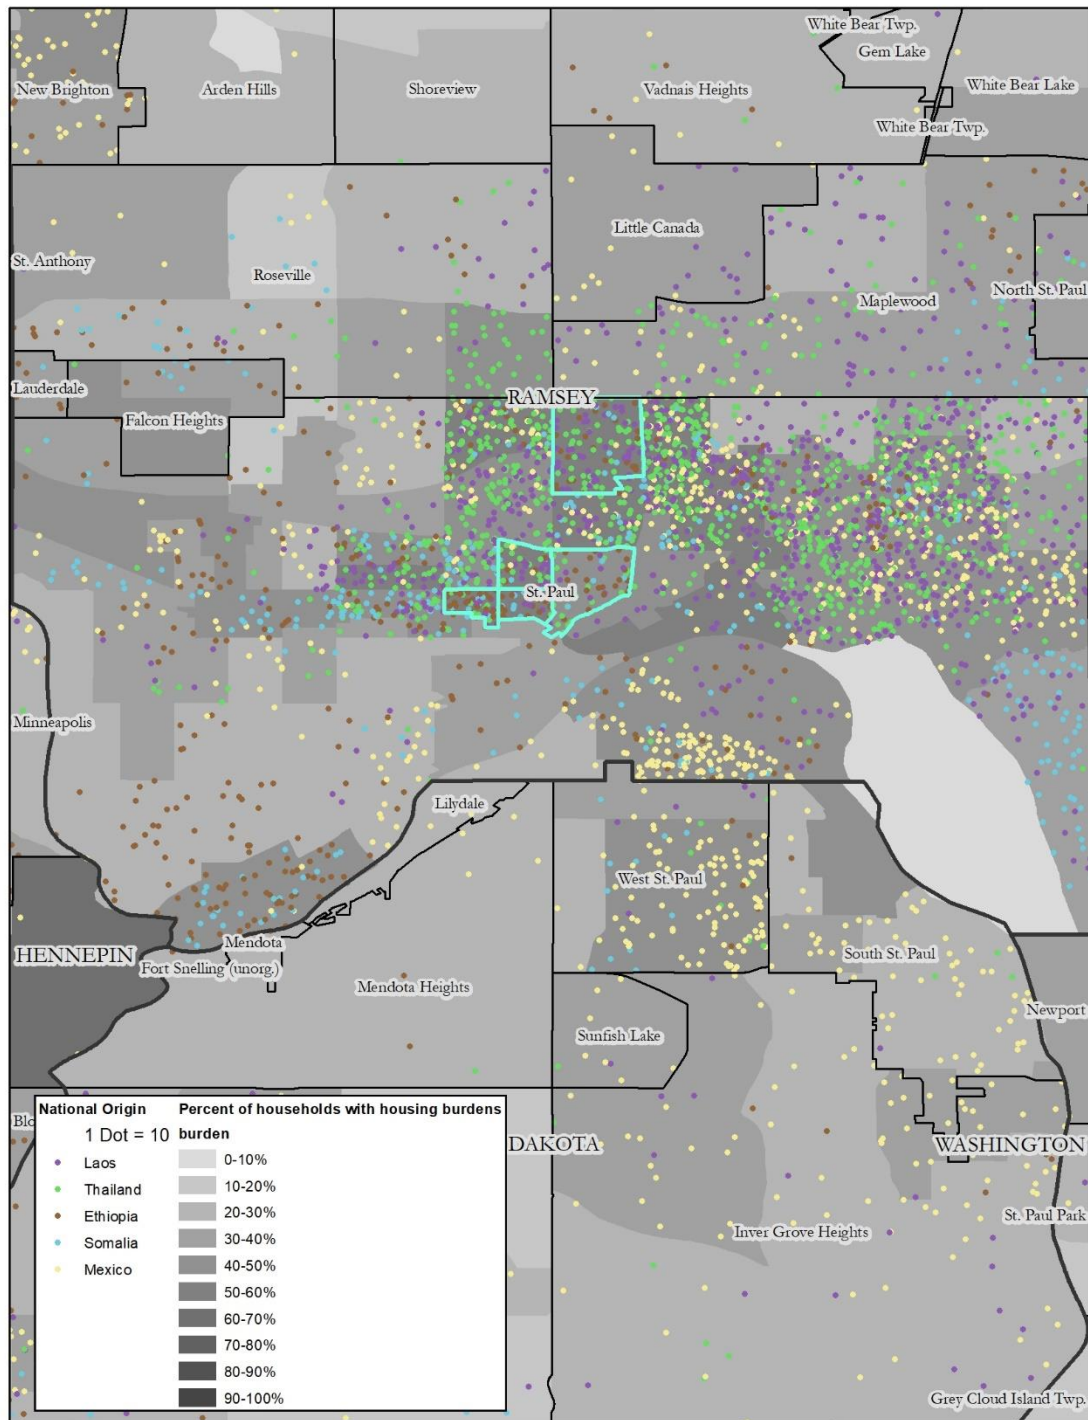 White Bear Twp.
Gem Lake
New Brighton
Arden Hills
Shoreview
Vadnais Heights
White Bear Lake
White Bear Twp.
Little Canada
St. Anthony
Roseville
North St. Paul
Maplewood
Lauderdale
RAMSEY
Falcon Heights
St. Paul
Minneapolis
Lilydale
West St. Paul
Mendota
HENNEPIN
Fort Snelling (unorg.)
South St. Paul
Mendota Heights
Newport
Sunfish Lake
Blo
DAKOTA
WASHINGTON
St. Paul Park
Inver Grove Heights
Grey Cloud Island Twp.
National Origin
1 Dot = 10
Laos
Thailand
Ethiopia
Somalia
Mexico
Percent of households with housing burdens
burden
0-10%
10-20%
20-30%
30-40%
40-50%
50-60%
60-70%
70-80%
80-90%
90-100%